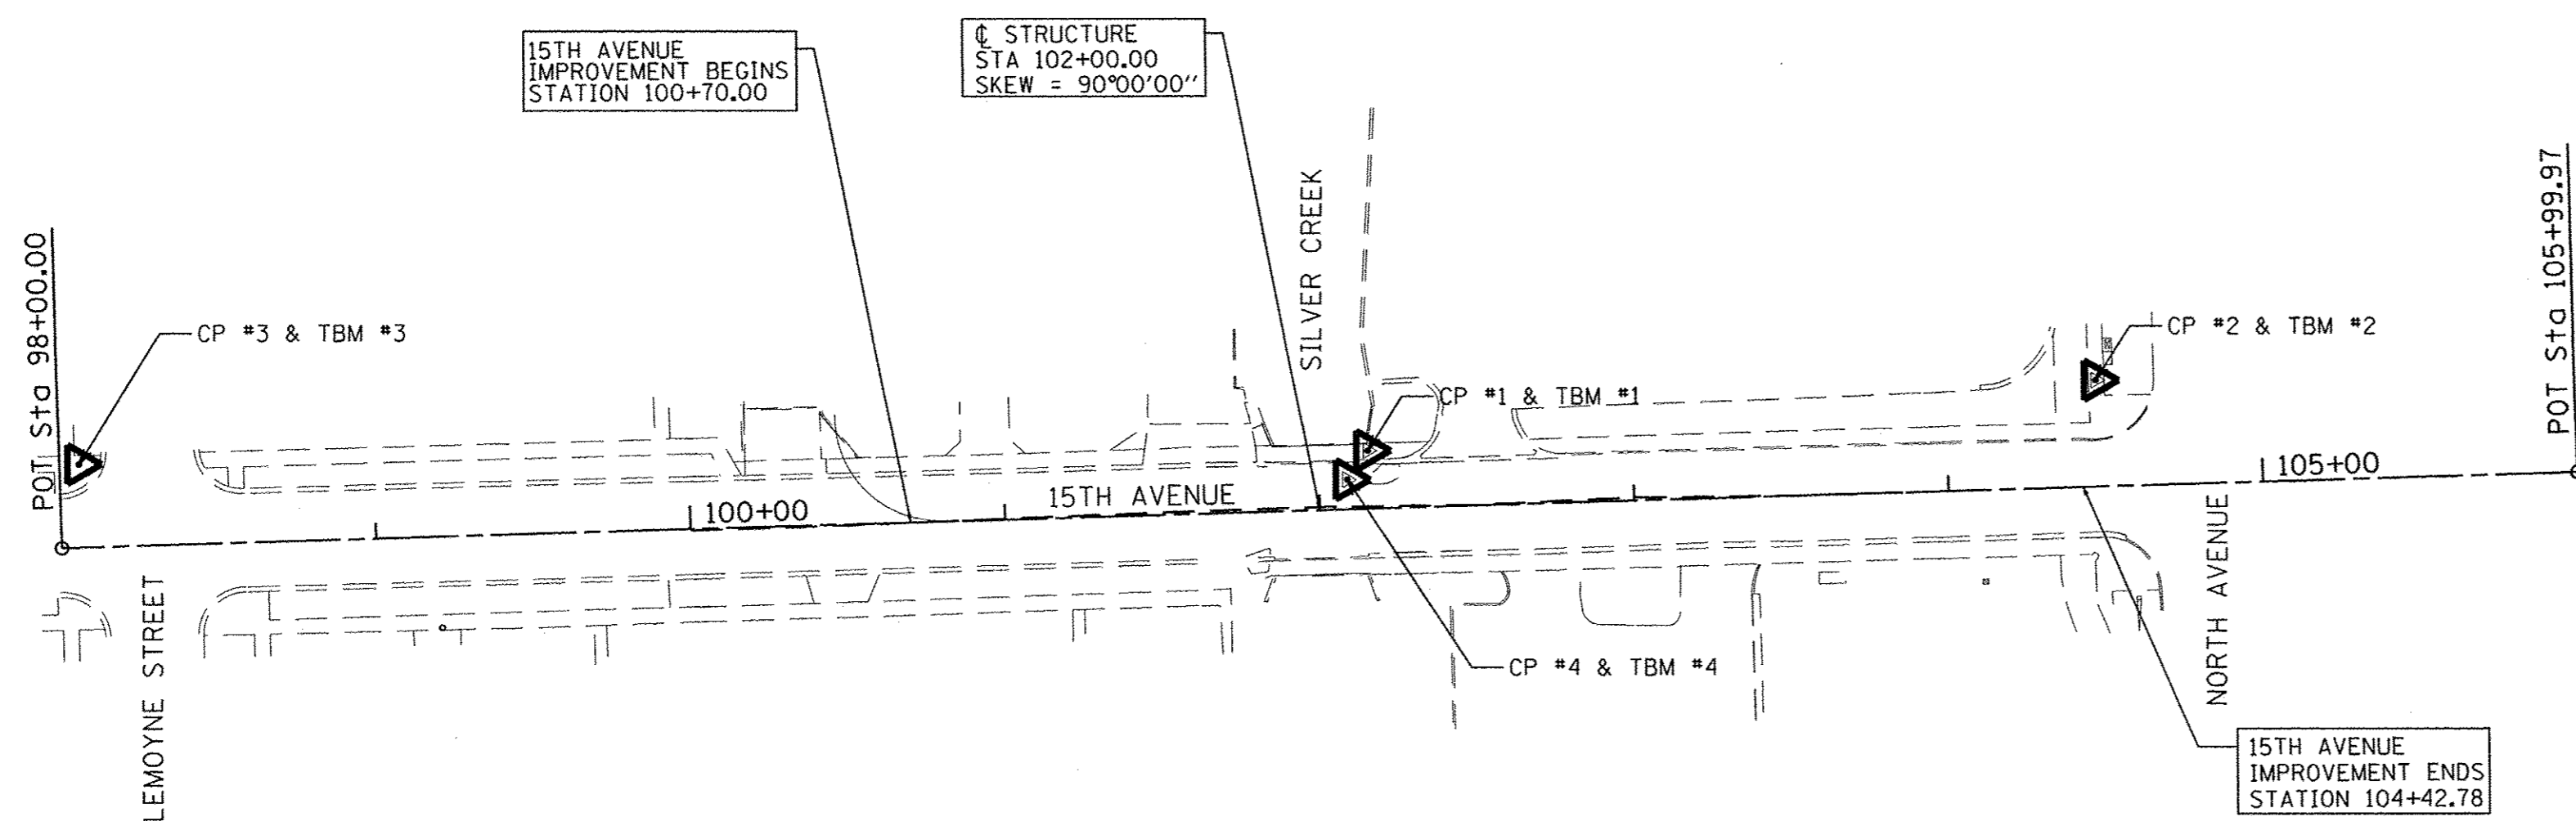 15TH AVENUE
IMPROVEMENT BEGINS
STATION 100+70.00
℄ STRUCTURE
STA 102+00.00
SKEW = 90°00'00''
POT Sta 98+00.00
CP #3 & TBM #3
SILVER CREEK
CP #1 & TBM #1
CP #2 & TBM #2
POT Sta 105+99.97
100+00
15TH AVENUE
105+00
LEMOYNE STREET
CP #4 & TBM #4
NORTH AVENUE
15TH AVENUE
IMPROVEMENT ENDS
STATION 104+42.78